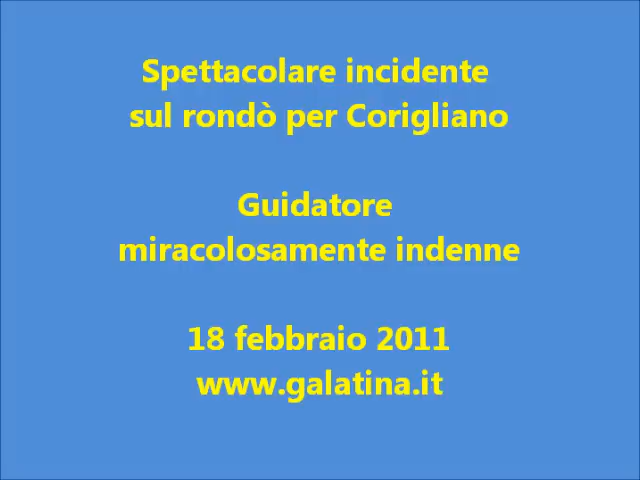 Spettacolare incidente
sul rondò per Corigliano
Guidatore
miracolosamente indenne
18 febbraio 2011
www.galatina.it